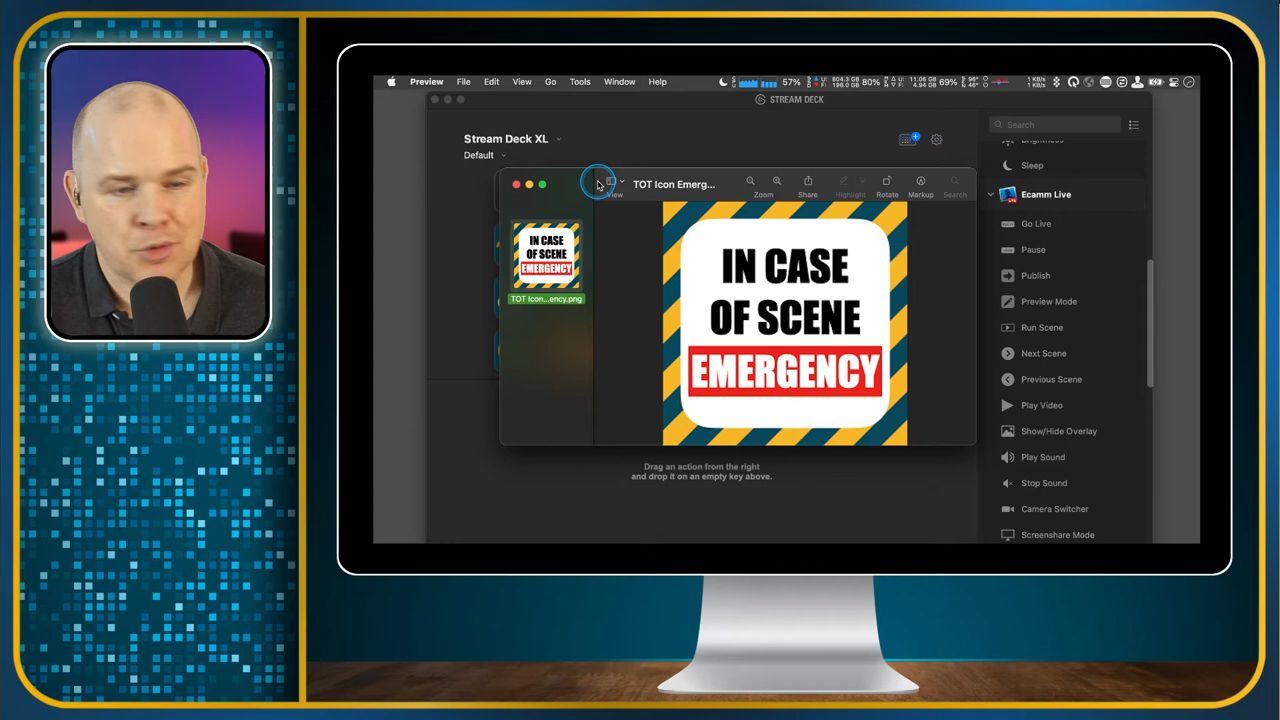 Preview File Edit View Go Tools Window Help
57% 80% 69%
STREAM DECK
Stream Deck XL
Default
Search
Brightness
Sleep
Ecamm Live
Go Live
Pause
Publish
Preview Mode
Run Scene
Next Scene
Previous Scene
Play Video
Show/Hide Overlay
Play Sound
Stop Sound
Camera Switcher
Screenshare Mode
TOT Icon Emerg...
View Zoom Share Highlight Rotate Markup Search
IN CASE
OF SCENE
EMERGENCY
TOT Icon...ency.png
IN CASE
OF SCENE
EMERGENCY
Drag an action from the right
and drop it on an empty key above.